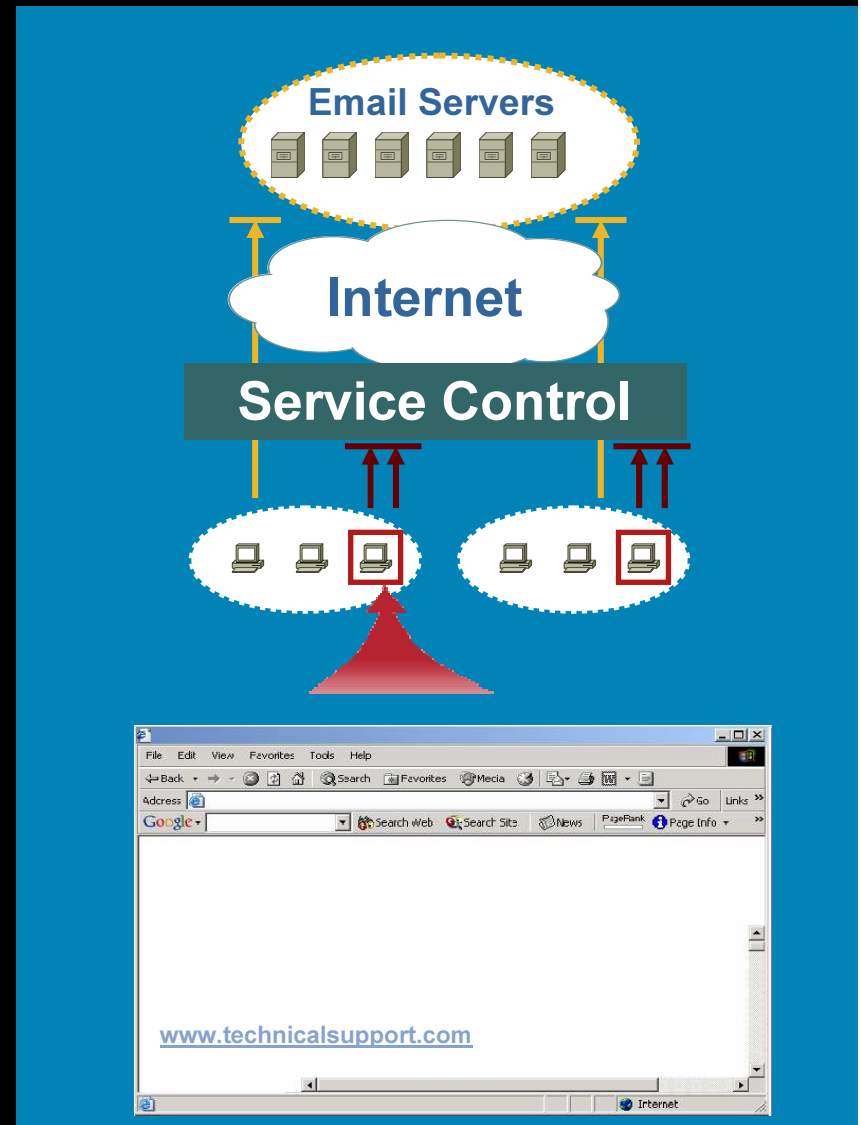 Email Servers
Internet
Service Control
File Edit View Favorites Tools Help
Back Search Favorites Media
Address Go Links »
Google Search Web Search Site News PageRank Page Info »
www.technicalsupport.com
Internet